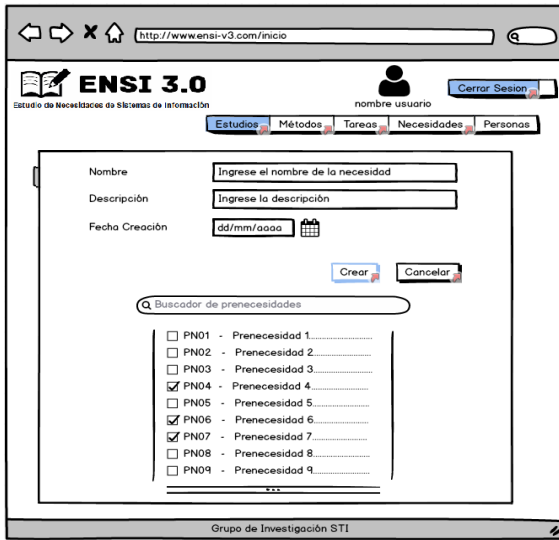 http://www.ensi-v3.com/inicio
ENSI 3.0
Estudio de Necesidades de Sistemas de Información
nombre usuario
Cerrar Sesion
Estudios Métodos Tareas Necesidades Personas
Nombre Ingrese el nombre de la necesidad
Descripción Ingrese la descripción
Fecha Creación dd/mm/aaaa
Crear Cancelar
Buscador de prenecesidades
PN01 - Prenecesidad 1..............................
PN02 - Prenecesidad 2..............................
PN03 - Prenecesidad 3..............................
PN04 - Prenecesidad 4..............................
PN05 - Prenecesidad 5..............................
PN06 - Prenecesidad 6..............................
PN07 - Prenecesidad 7..............................
PN08 - Prenecesidad 8..............................
PN09 - Prenecesidad 9..............................
Grupo de Investigación STI